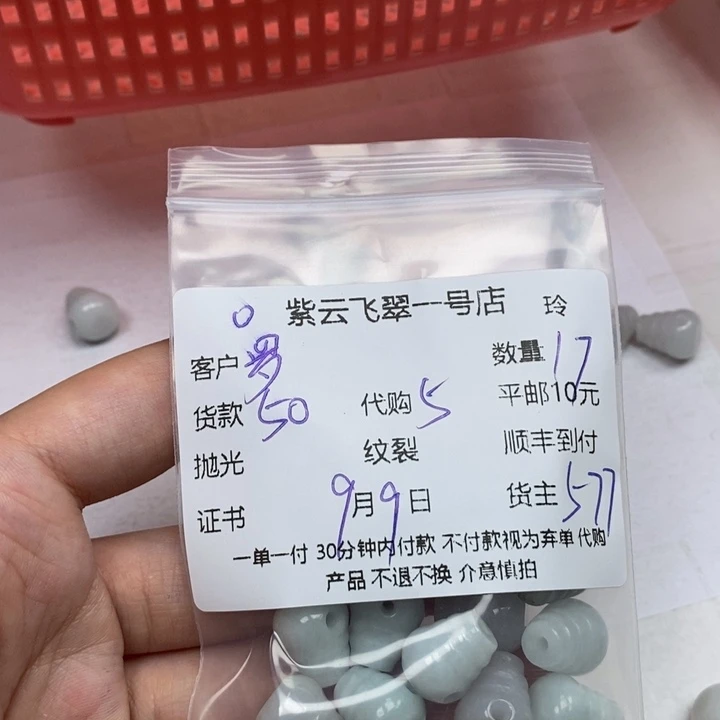 紫云飞翠一号店 玲
客户 罗 数量 17
货款 50 代购 5 平邮10元
抛光 纹裂 顺丰到付
证书 9月9日 货主 577
一单一付 30分钟内付款 不付款视为弃单 代购
产品 不退不换 介意慎拍